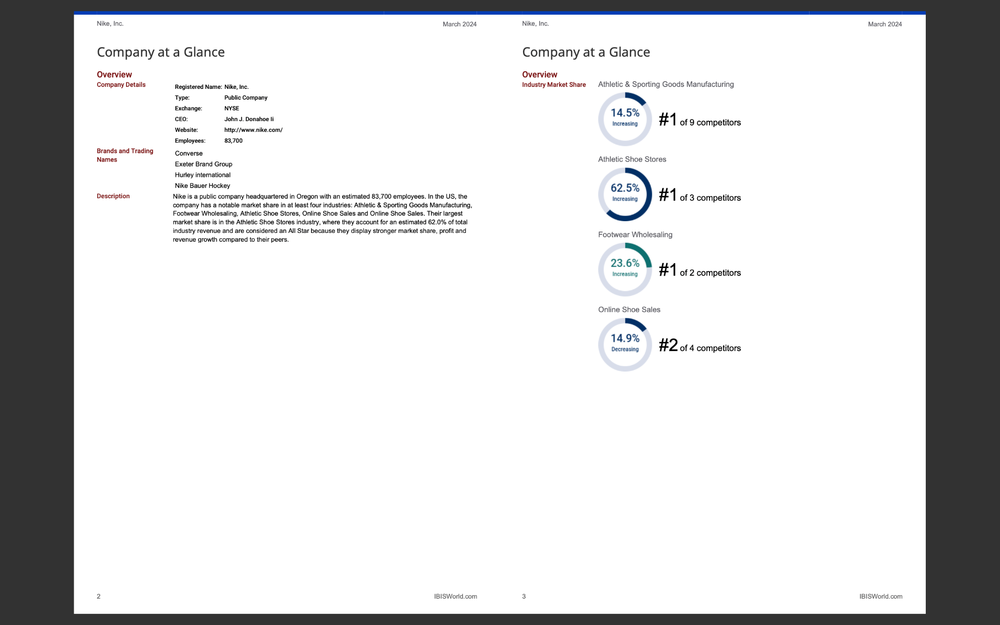 Nike, Inc.
March 2024
Company at a Glance
Overview
Company Details
Registered Name: Nike, Inc.
Type: Public Company
Exchange: NYSE
CEO: John J. Donahoe Ii
Website: http://www.nike.com/
Employees: 83,700
Brands and Trading
Names
Converse
Exeter Brand Group
Hurley international
Nike Bauer Hockey
Description
Nike is a public company headquartered in Oregon with an estimated 83,700 employees. In the US, the
company has a notable market share in at least four industries: Athletic & Sporting Goods Manufacturing,
Footwear Wholesaling, Athletic Shoe Stores, Online Shoe Sales and Online Shoe Sales. Their largest
market share is in the Athletic Shoe Stores industry, where they account for an estimated 62.0% of total
industry revenue and are considered an All Star because they display stronger market share, profit and
revenue growth compared to their peers.
2
IBISWorld.com
Nike, Inc.
March 2024
Company at a Glance
Overview
Industry Market Share
Athletic & Sporting Goods Manufacturing
14.5%
Increasing
#1 of 9 competitors
Athletic Shoe Stores
62.5%
Increasing
#1 of 3 competitors
Footwear Wholesaling
23.6%
Increasing
#1 of 2 competitors
Online Shoe Sales
14.9%
Decreasing
#2 of 4 competitors
3
IBISWorld.com